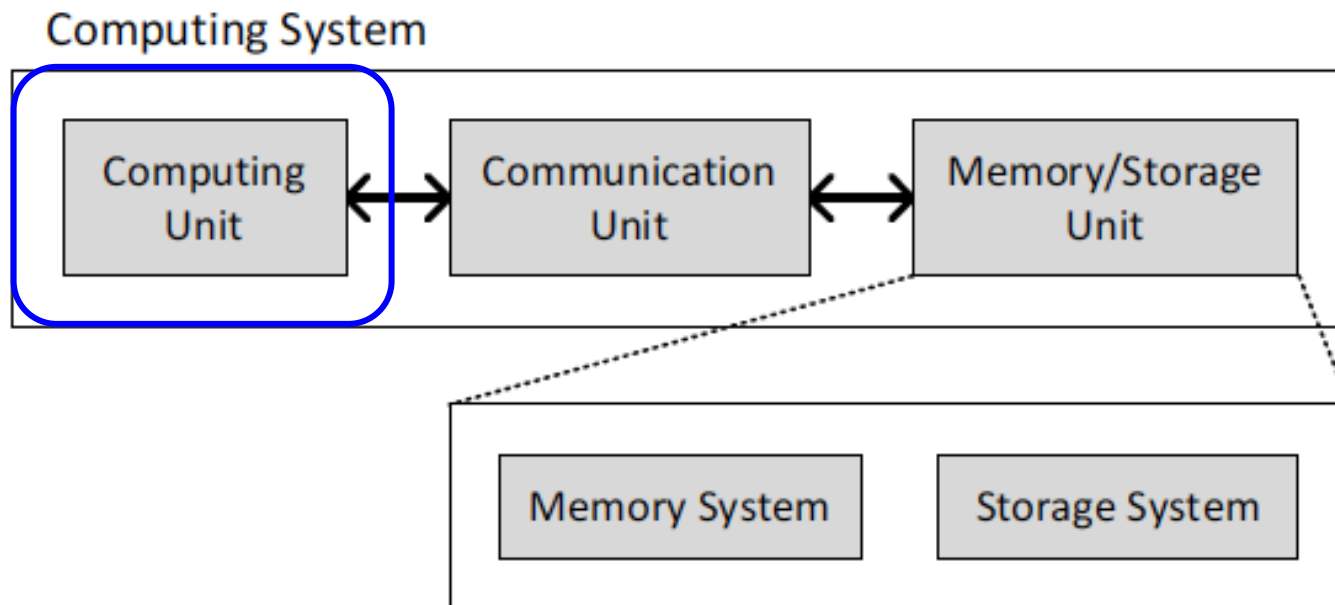 Computing System
Computing
Unit
Communication
Unit
Memory/Storage
Unit
Memory System
Storage System